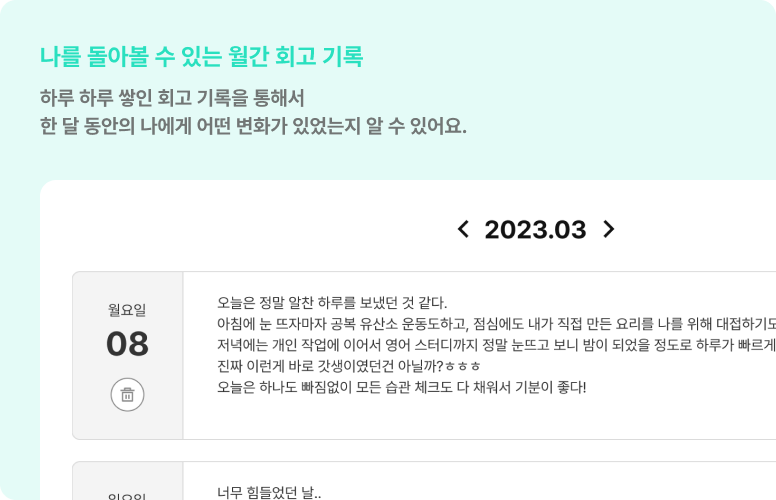 나를 돌아볼 수 있는 월간 회고 기록
하루 하루 쌓인 회고 기록을 통해서
한 달 동안의 나에게 어떤 변화가 있었는지 알 수 있어요.
2023.03
월요일
08
오늘은 정말 알찬 하루를 보냈던 것 같다.
아침에 눈 뜨자마자 공복 유산소 운동도하고, 점심에도 내가 직접 만든 요리를 나를 위해 대접하기도
저녁에는 개인 작업에 이어서 영어 스터디까지 정말 눈뜨고 보니 밤이 되었을 정도로 하루가 빠르게
진짜 이런게 바로 갓생이였던건 아닐까?ㅎㅎㅎ
오늘은 하나도 빠짐없이 모든 습관 체크도 다 채워서 기분이 좋다!
일요일
너무 힘들었던 날..